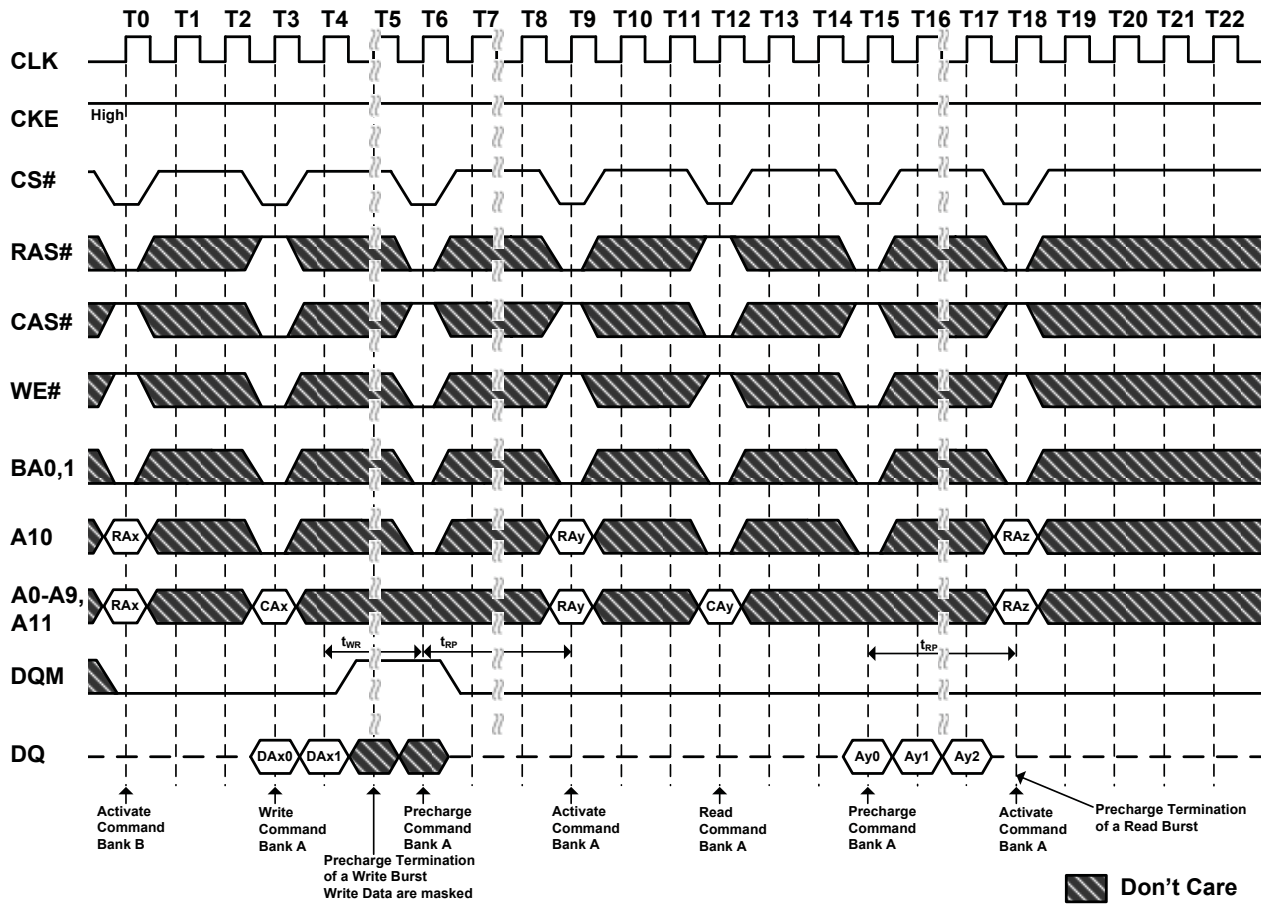 T0 T1 T2 T3 T4 T5 T6 T7 T8 T9 T10 T11 T12 T13 T14 T15 T16 T17 T18 T19 T20 T21 T22
CLK
CKE
High
CS#
RAS#
CAS#
WE#
BA0,1
A10
RAx
RAy
RAz
A0-A9,
A11
RAx
CAx
RAy
CAy
RAz
tWR
tRP
tRP
DQM
DQ
DAx0
DAx1
Ay0
Ay1
Ay2
Activate
Command
Bank B
Write
Command
Bank A
Precharge Termination
of a Write Burst
Write Data are masked
Precharge
Command
Bank A
Activate
Command
Bank A
Read
Command
Bank A
Precharge
Command
Bank A
Activate
Command
Bank A
Precharge Termination
of a Read Burst
Don't Care